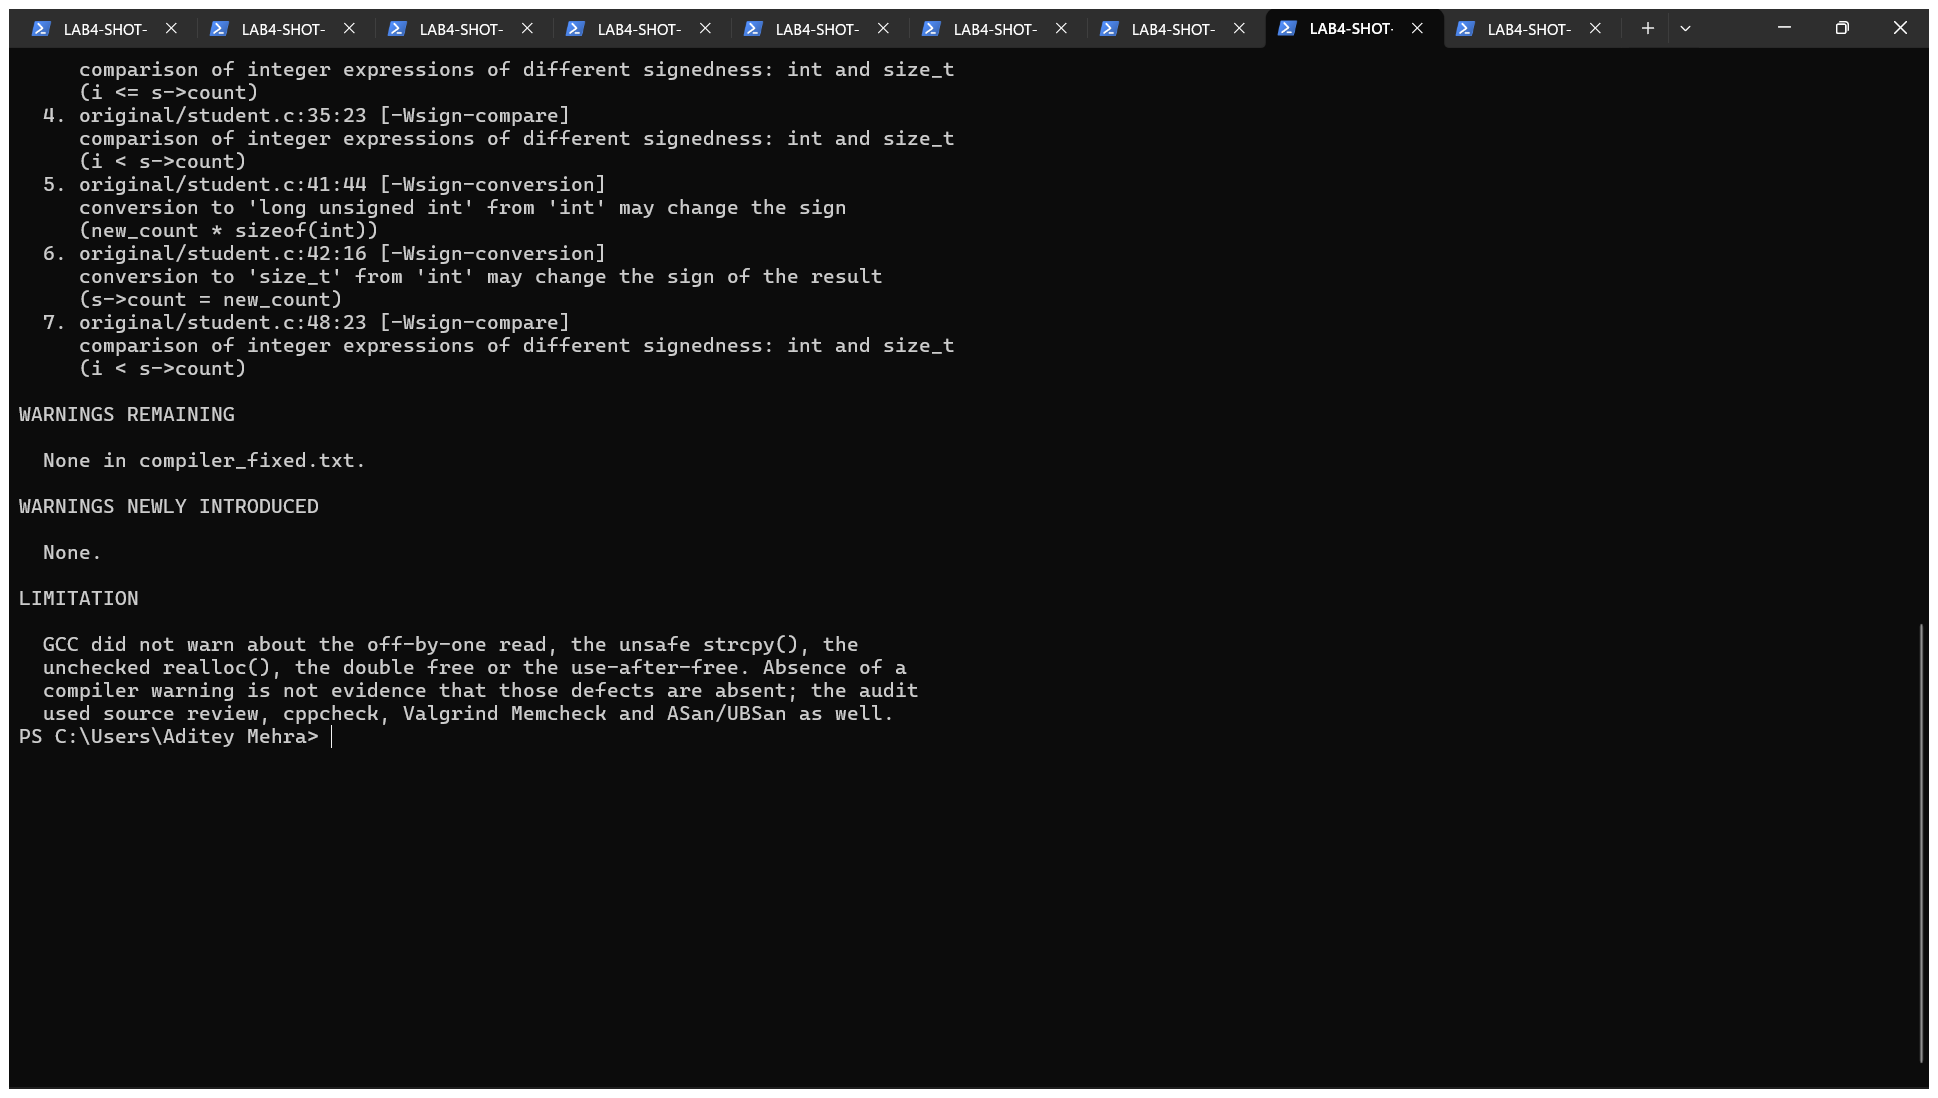 LAB4-SHOT- LAB4-SHOT- LAB4-SHOT- LAB4-SHOT- LAB4-SHOT- LAB4-SHOT- LAB4-SHOT- LAB4-SHOT- LAB4-SHOT-
comparison of integer expressions of different signedness: int and size_t
(i <= s->count)
4. original/student.c:35:23 [-Wsign-compare]
comparison of integer expressions of different signedness: int and size_t
(i < s->count)
5. original/student.c:41:44 [-Wsign-conversion]
conversion to 'long unsigned int' from 'int' may change the sign
(new_count * sizeof(int))
6. original/student.c:42:16 [-Wsign-conversion]
conversion to 'size_t' from 'int' may change the sign of the result
(s->count = new_count)
7. original/student.c:48:23 [-Wsign-compare]
comparison of integer expressions of different signedness: int and size_t
(i < s->count)
WARNINGS REMAINING
None in compiler_fixed.txt.
WARNINGS NEWLY INTRODUCED
None.
LIMITATION
GCC did not warn about the off-by-one read, the unsafe strcpy(), the
unchecked realloc(), the double free or the use-after-free. Absence of a
compiler warning is not evidence that those defects are absent; the audit
used source review, cppcheck, Valgrind Memcheck and ASan/UBSan as well.
PS C:\Users\Aditey Mehra>